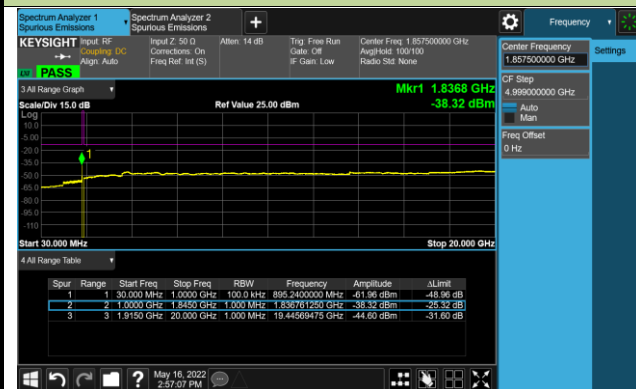 Spectrum Analyzer 1
Spurious Emissions
Spectrum Analyzer 2
Spurious Emissions
Frequency
KEYSIGHT
Input: RF
Coupling: DC
Align: Auto
Input Z: 50 Ω
Corrections: On
Freq Ref: Int (S)
Atten: 14 dB
Trig: Free Run
Gate: Off
IF Gain: Low
Center Freq: 1.857500000 GHz
Avg|Hold: 100/100
Radio Std: None
PASS
Center Frequency
1.857500000 GHz
Settings
CF Step
4.999000000 GHz
Auto
Man
Freq Offset
0 Hz
3 All Range Graph
Mkr1 1.8368 GHz
Scale/Div 15.0 dB
Ref Value 25.00 dBm
-38.32 dBm
Log
10.0
-5.00
-20.0
-35.0
-50.0
-65.0
-80.0
-95.0
-110
1
Start 30.000 MHz
Stop 20.000 GHz
4 All Range Table
Spur Range Start Freq Stop Freq RBW Frequency Amplitude ΔLimit
1 1 30.000 MHz 1.0000 GHz 100.0 kHz 895.2400000 MHz -61.96 dBm -48.96 dB
2 2 1.0000 GHz 1.8450 GHz 1.000 MHz 1.836761250 GHz -38.32 dBm -25.32 dB
3 3 1.9150 GHz 20.000 GHz 1.000 MHz 19.44569475 GHz -44.60 dBm -31.60 dB
May 16, 2022
2:57:07 PM